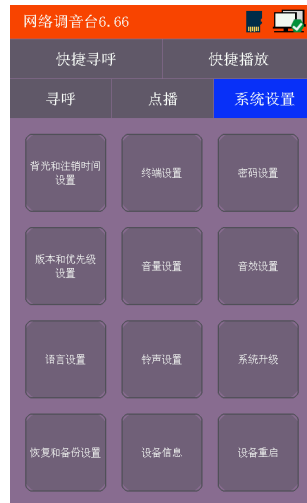 网络调音台6.66
快捷寻呼 快捷播放
寻呼 点播 系统设置
背光和注销时间
设置
终端设置
密码设置
版本和优先级
设置
音量设置
音效设置
语言设置
铃声设置
系统升级
恢复和备份设置
设备信息
设备重启